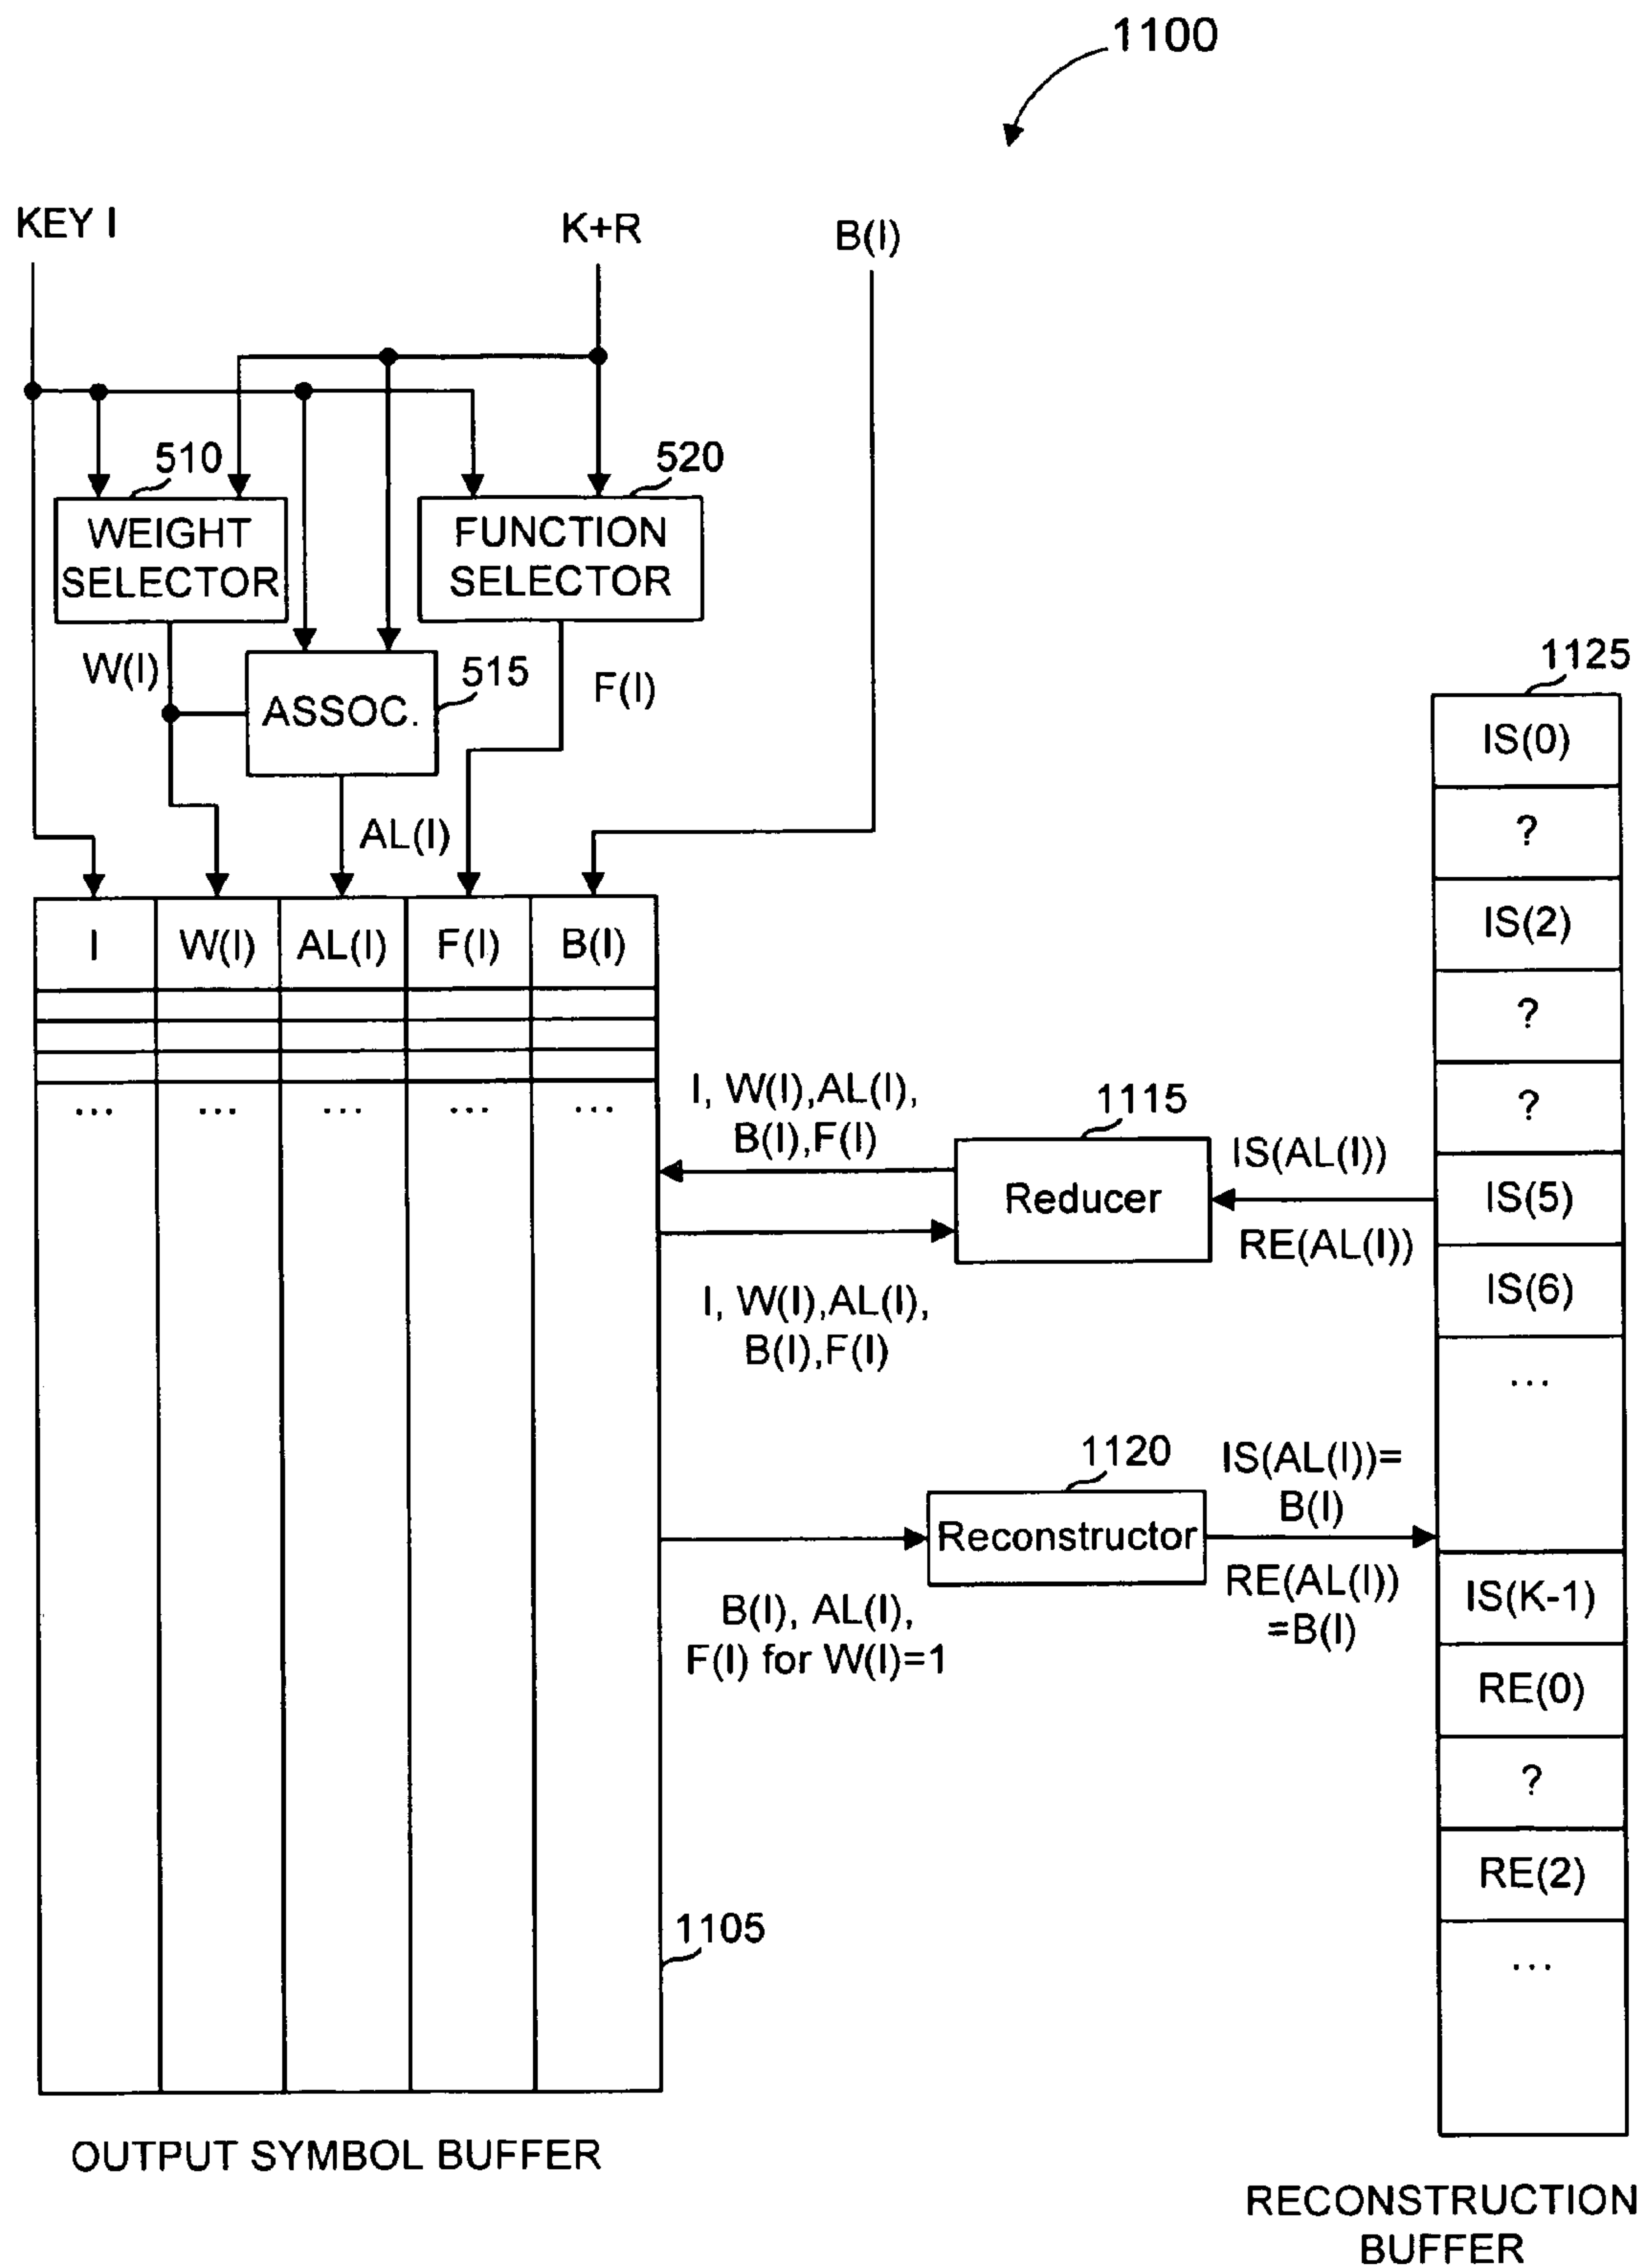 1100
KEY I
K+R
B(I)
510
520
WEIGHT
SELECTOR
FUNCTION
SELECTOR
W(I)
515
F(I)
ASSOC.
AL(I)
I W(I) AL(I) F(I) B(I)
... ... ... ... ...
I, W(I),AL(I),
B(I),F(I)
1115
Reducer
IS(AL(I))
RE(AL(I))
I, W(I),AL(I),
B(I),F(I)
1120
Reconstructor
IS(AL(I))=
B(I)
RE(AL(I))
=B(I)
B(I), AL(I),
F(I) for W(I)=1
1105
OUTPUT SYMBOL BUFFER
1125
IS(0)
?
IS(2)
?
?
IS(5)
IS(6)
...
IS(K-1)
RE(0)
?
RE(2)
...
RECONSTRUCTION
BUFFER